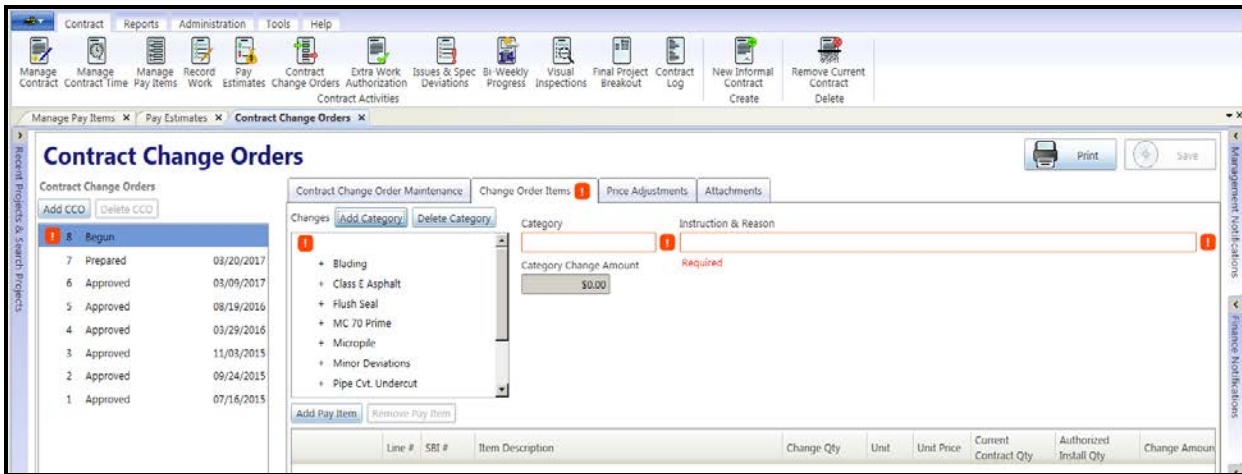 Contract Reports Administration Tools Help
Manage Contract
Manage Contract Time
Manage Pay Items
Record Work
Pay Estimates
Contract Change Orders
Extra Work Authorization
Issues & Spec Deviations
Bi-Weekly Progress
Visual Inspections
Final Project Breakout
Contract Log
New Informal Contract
Remove Current Contract
Contract Activities
Create
Delete
Manage Pay Items X Pay Estimates X Contract Change Orders X
Recent Projects & Search Projects
Contract Change Orders
Print
Save
Contract Change Orders
Add CCO Delete CCO
8 Begun
7 Prepared 03/20/2017
6 Approved 03/09/2017
5 Approved 08/19/2016
4 Approved 03/29/2016
3 Approved 11/03/2015
2 Approved 09/24/2015
1 Approved 07/16/2015
Contract Change Order Maintenance Change Order Items ! Price Adjustments Attachments
Changes Add Category Delete Category
+ Blading
+ Class E Asphalt
+ Flush Seal
+ MC 70 Prime
+ Micropile
+ Minor Deviations
+ Pipe Cvt. Undercut
Category
Instruction & Reason
Required
Category Change Amount
$0.00
Add Pay Item Remove Pay Item
Line # SBI # Item Description Change Qty Unit Unit Price Current Contract Qty Authorized Install Qty Change Amoun
Management Notifications
Finance Notifications